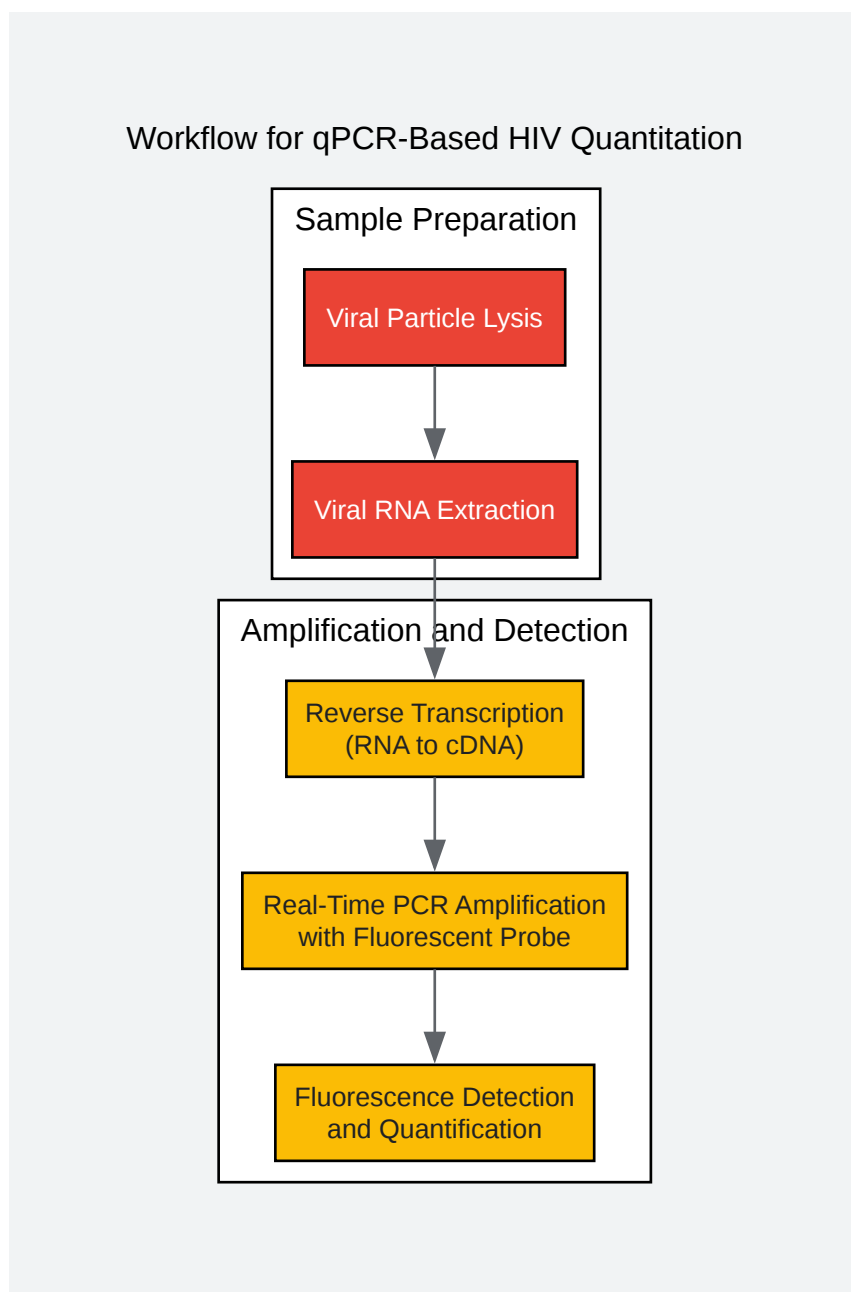 Workflow for qPCR-Based HIV Quantitation
Sample Preparation
Viral Particle Lysis
Viral RNA Extraction
Amplification and Detection
Reverse Transcription
(RNA to cDNA)
Real-Time PCR Amplification
with Fluorescent Probe
Fluorescence Detection
and Quantification